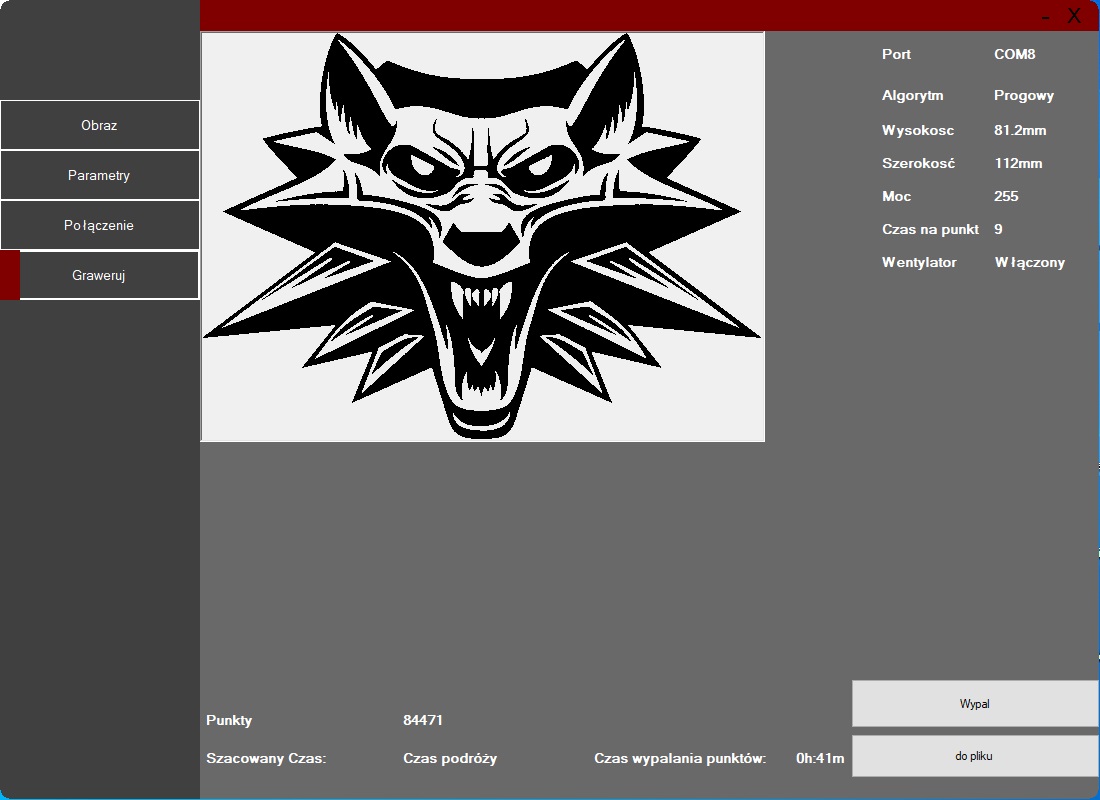 - X
Obraz
Parametry
Połączenie
Graweruj
Port COM8
Algorytm Progowy
Wysokosc 81.2mm
Szerokosć 112mm
Moc 255
Czas na punkt 9
Wentylator Włączony
Punkty 84471
Szacowany Czas: Czas podróży Czas wypalania punktów: 0h:41m
Wypal
do pliku